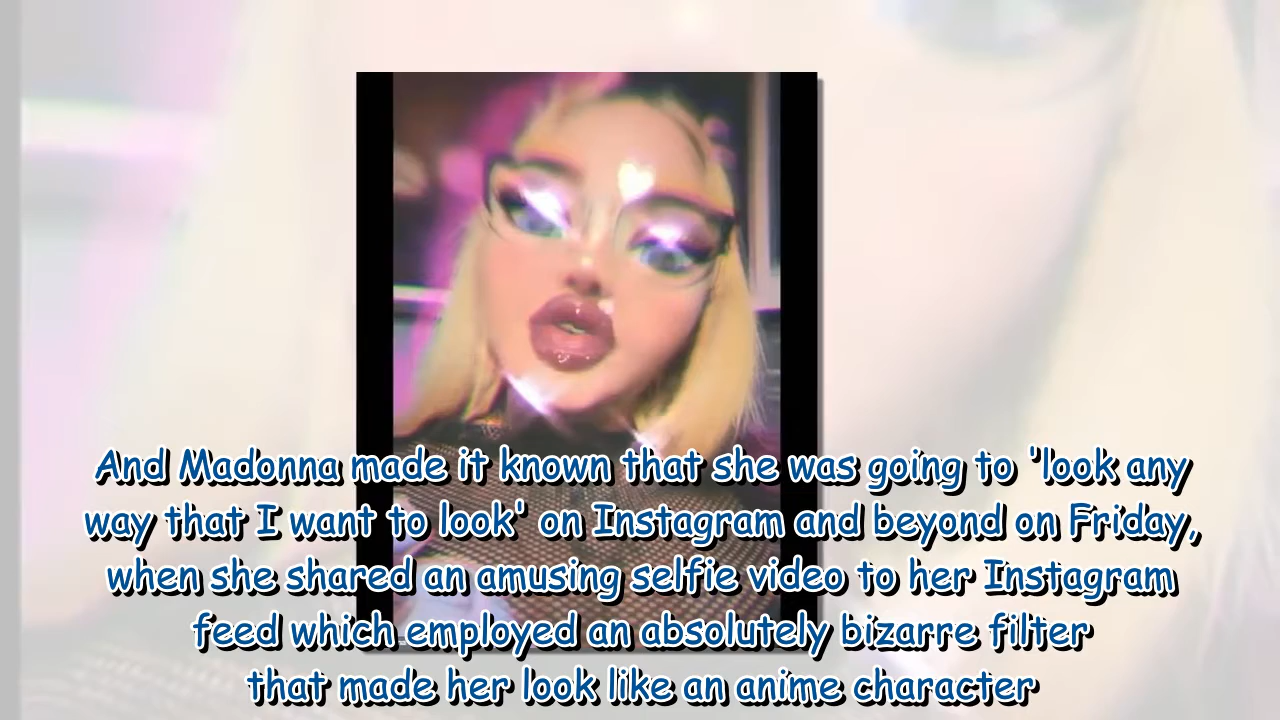 And Madonna made it known that she was going to 'look any
way that I want to look' on Instagram and beyond on Friday,
when she shared an amusing selfie video to her Instagram
feed which employed an absolutely bizarre filter
that made her look like an anime character